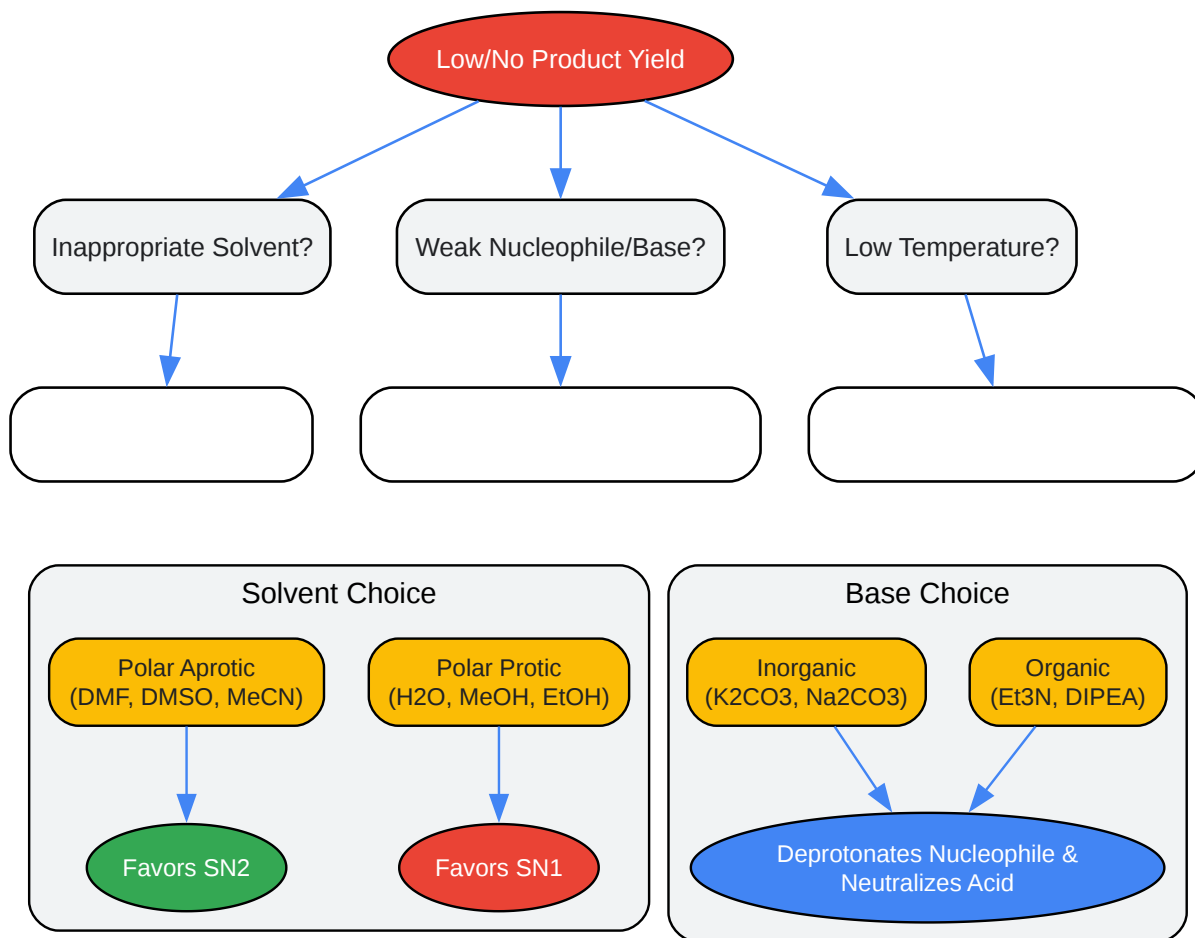 Low/No Product Yield
Inappropriate Solvent?
Weak Nucleophile/Base?
Low Temperature?
Solvent Choice
Base Choice
Polar Aprotic
(DMF, DMSO, MeCN)
Polar Protic
(H2O, MeOH, EtOH)
Inorganic
(K2CO3, Na2CO3)
Organic
(Et3N, DIPEA)
Favors SN2
Favors SN1
Deprotonates Nucleophile &
Neutralizes Acid